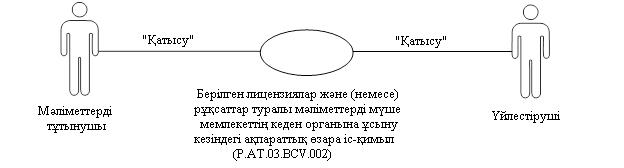 "Қатысу"
"Қатысу"
Мәліметтерді
тұтынушы
Берілген лицензиялар және (немесе)
рұқсаттар туралы мәліметтерді мүше
мемлекеттің кеден органына ұсыну
кезіндегі ақпараттық өзара іс-қимыл
(P.AT.03.BCV.002)
Үйлестіруші